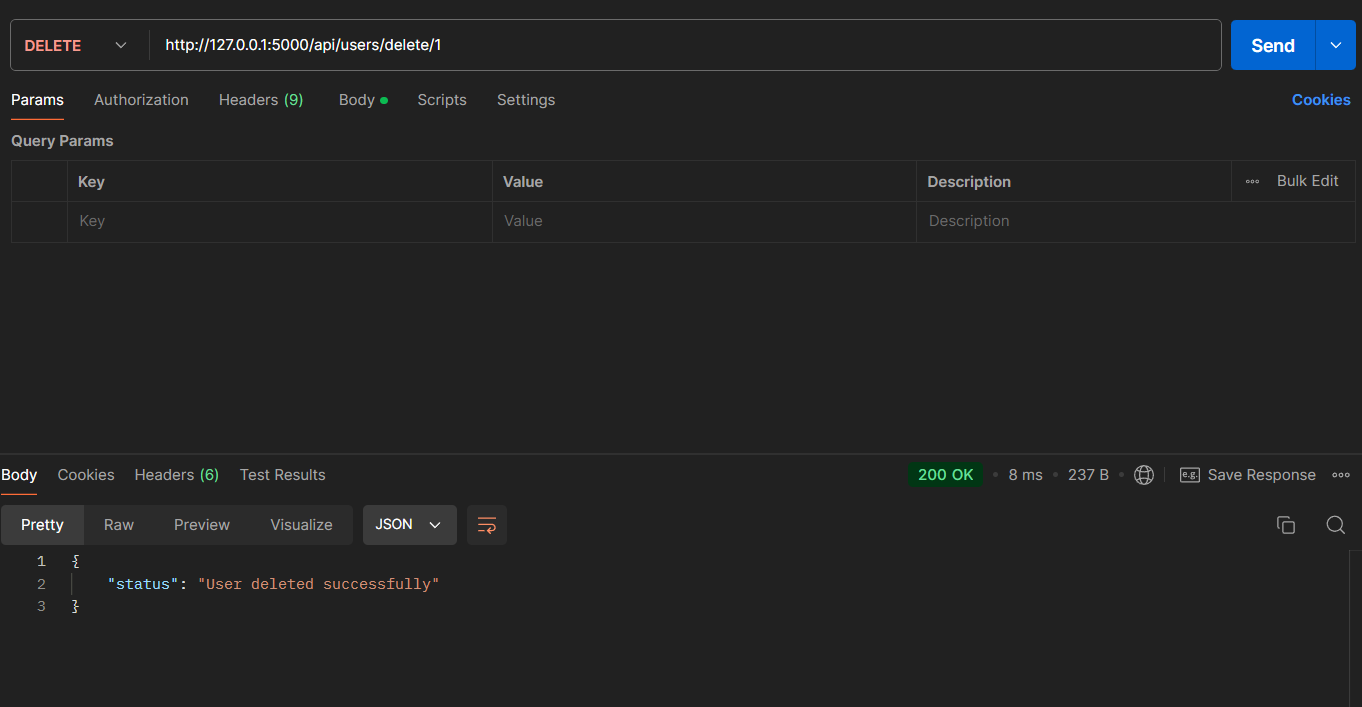 DELETE http://127.0.0.1:5000/api/users/delete/1 Send
Params Authorization Headers (9) Body Scripts Settings Cookies
Query Params
Key Value Description Bulk Edit
Key Value Description
Body Cookies Headers (6) Test Results 200 OK 8 ms 237 B e.g. Save Response
Pretty Raw Preview Visualize JSON
1 {
2 "status": "User deleted successfully"
3 }